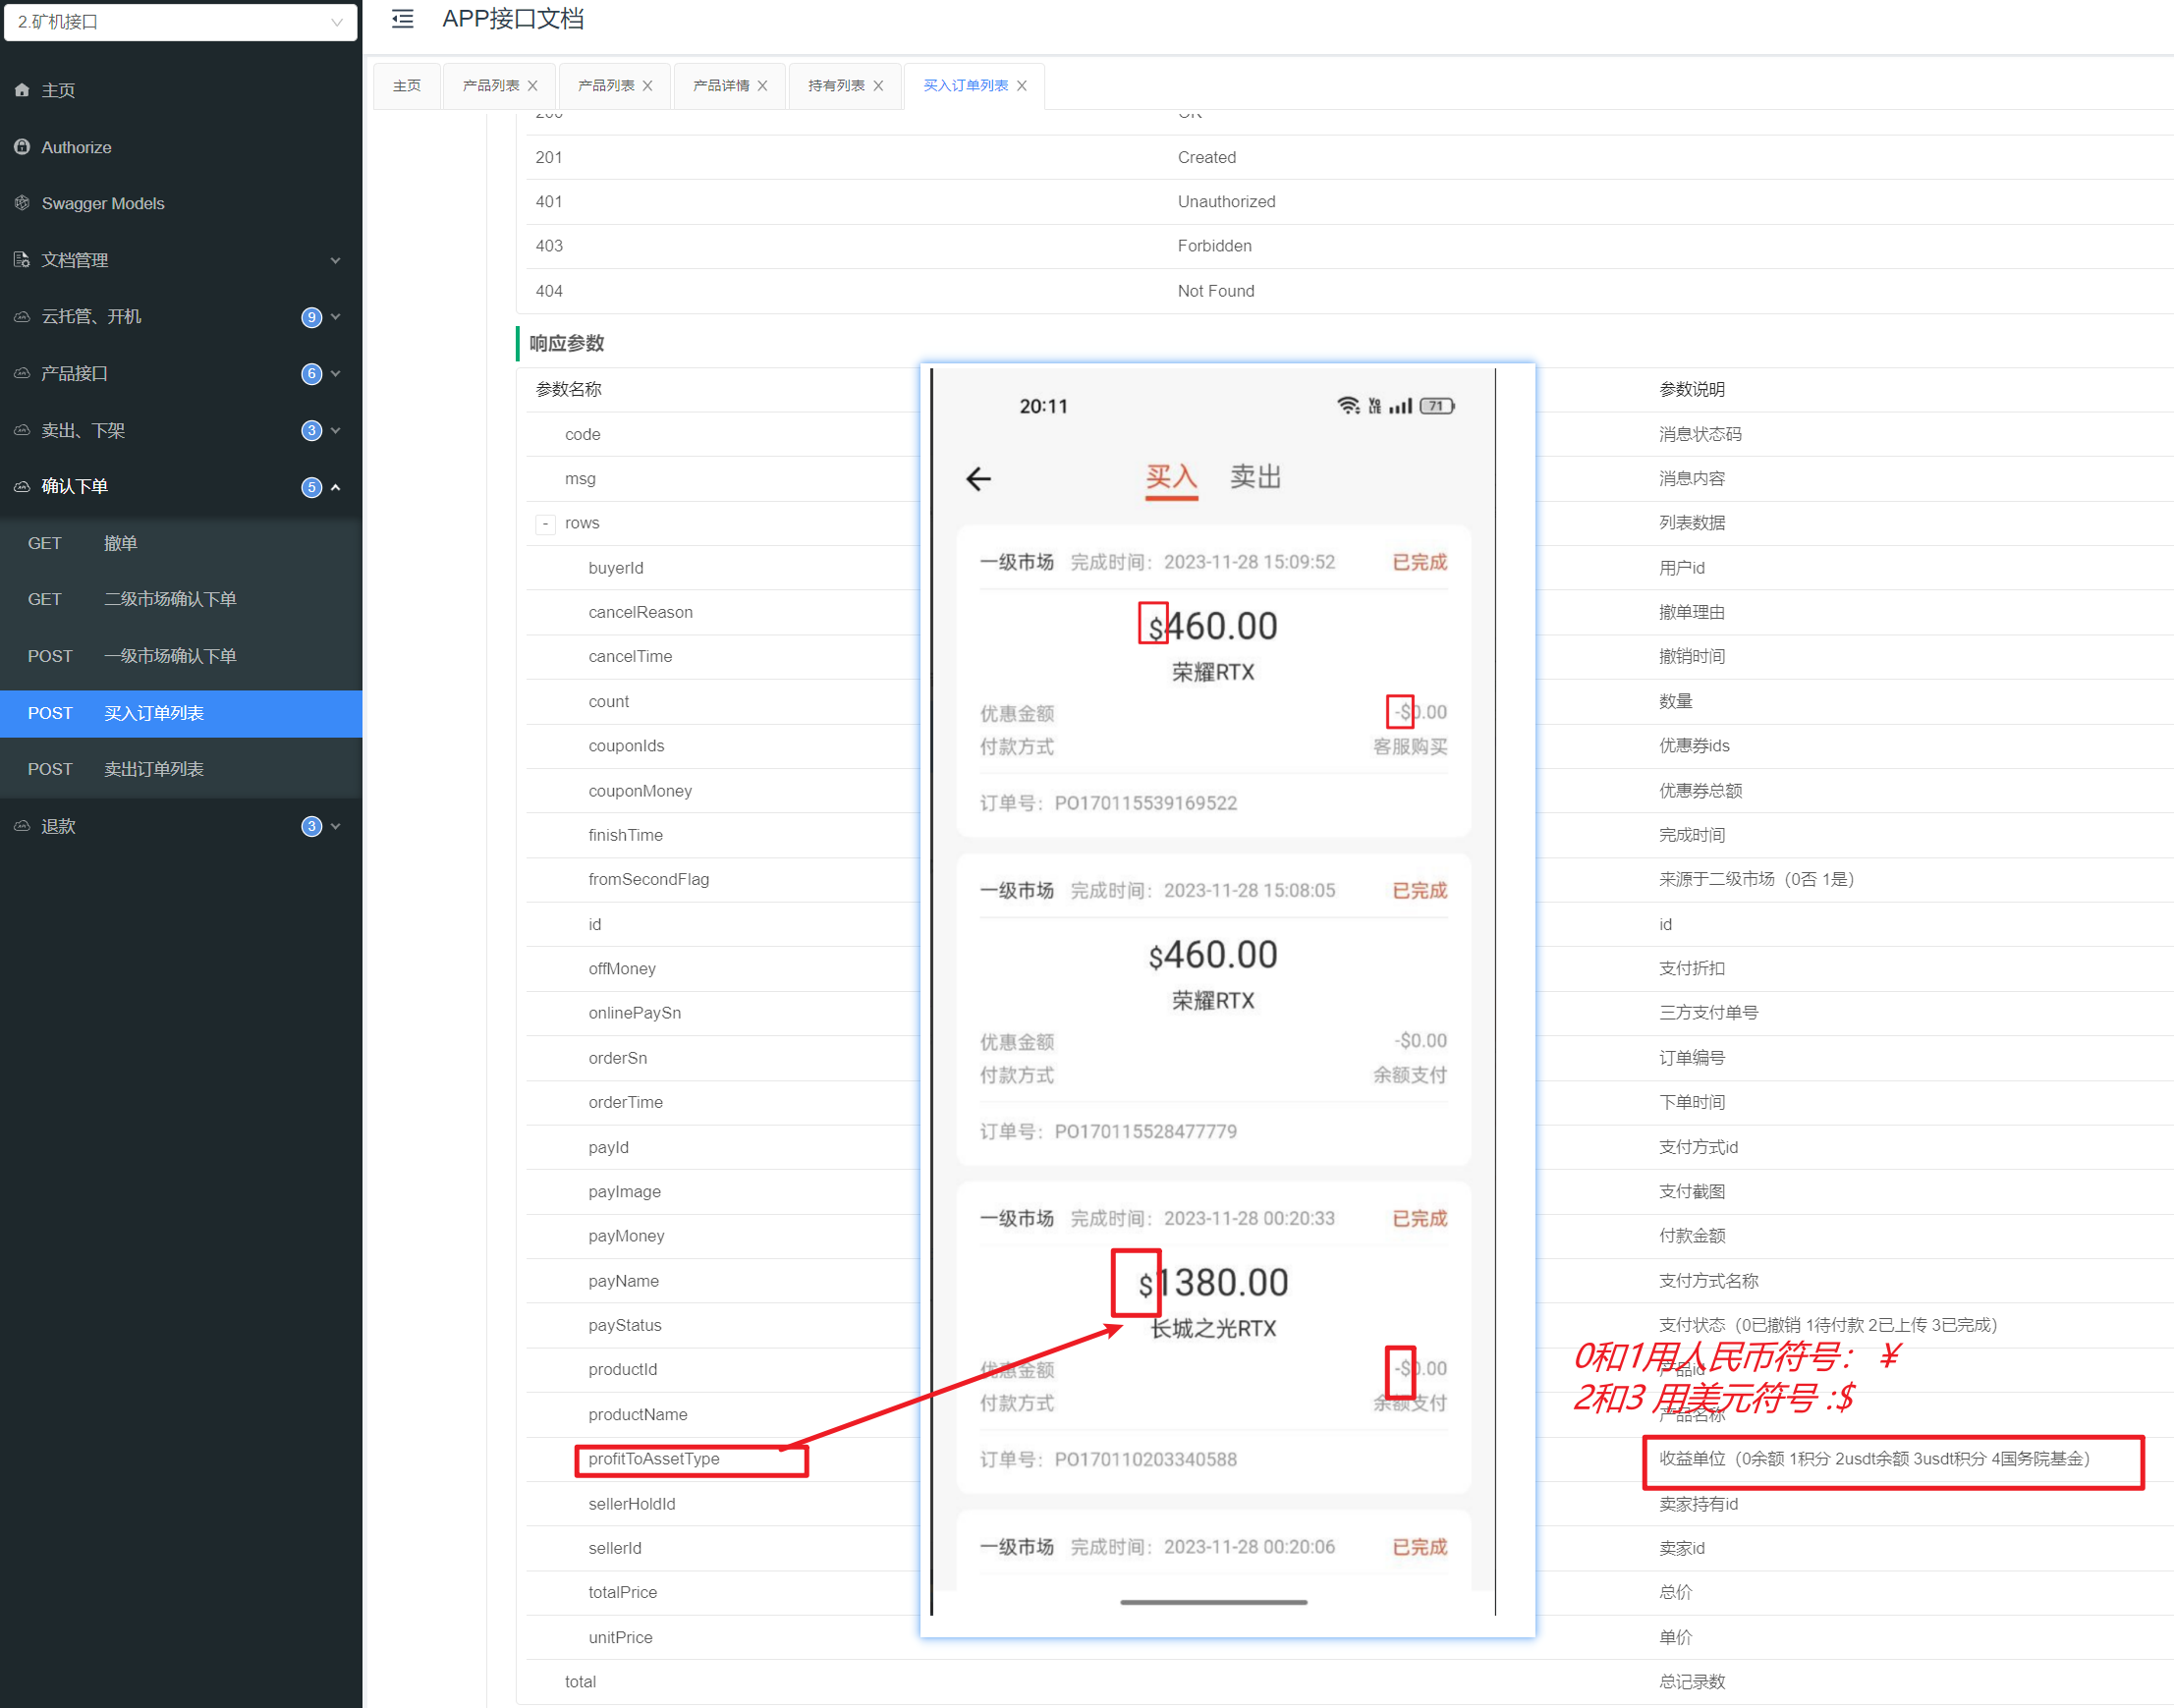 2.矿机接口
主页
Authorize
Swagger Models
文档管理
云托管、开机 9
产品接口 6
卖出、下架 3
确认下单 5
GET 撤单
GET 二级市场确认下单
POST 一级市场确认下单
POST 买入订单列表
POST 卖出订单列表
退款 3
APP接口文档
主页 产品列表 产品列表 产品详情 持有列表 买入订单列表
200 OK
201 Created
401 Unauthorized
403 Forbidden
404 Not Found
响应参数
参数名称 参数说明
code 消息状态码
msg 消息内容
- rows 列表数据
buyerId 用户id
cancelReason 撤单理由
cancelTime 撤销时间
count 数量
couponIds 优惠券ids
couponMoney 优惠券总额
finishTime 完成时间
fromSecondFlag 来源于二级市场（0否 1是）
id id
offMoney 支付折扣
onlinePaySn 三方支付单号
orderSn 订单编号
orderTime 下单时间
payId 支付方式id
payImage 支付截图
payMoney 付款金额
payName 支付方式名称
payStatus 支付状态（0已撤销 1待付款 2已上传 3已完成）
productId 产品id
productName 产品名称
profitToAssetType 收益单位（0余额 1积分 2usdt余额 3usdt积分 4国务院基金）
sellerHoldId 卖家持有id
sellerId 卖家id
totalPrice 总价
unitPrice 单价
total 总记录数
0和1用人民币符号： ￥
2和3 用美元符号 :$
20:11 Vo LTE 71
买入 卖出
一级市场 完成时间：2023-11-28 15:09:52 已完成
$460.00
荣耀RTX
优惠金额 -$0.00
付款方式 客服购买
订单号：PO170115539169522
一级市场 完成时间：2023-11-28 15:08:05 已完成
$460.00
荣耀RTX
优惠金额 -$0.00
付款方式 余额支付
订单号：PO170115528477779
一级市场 完成时间：2023-11-28 00:20:33 已完成
$1380.00
长城之光RTX
优惠金额 -$0.00
付款方式 余额支付
订单号：PO170110203340588
一级市场 完成时间：2023-11-28 00:20:06 已完成